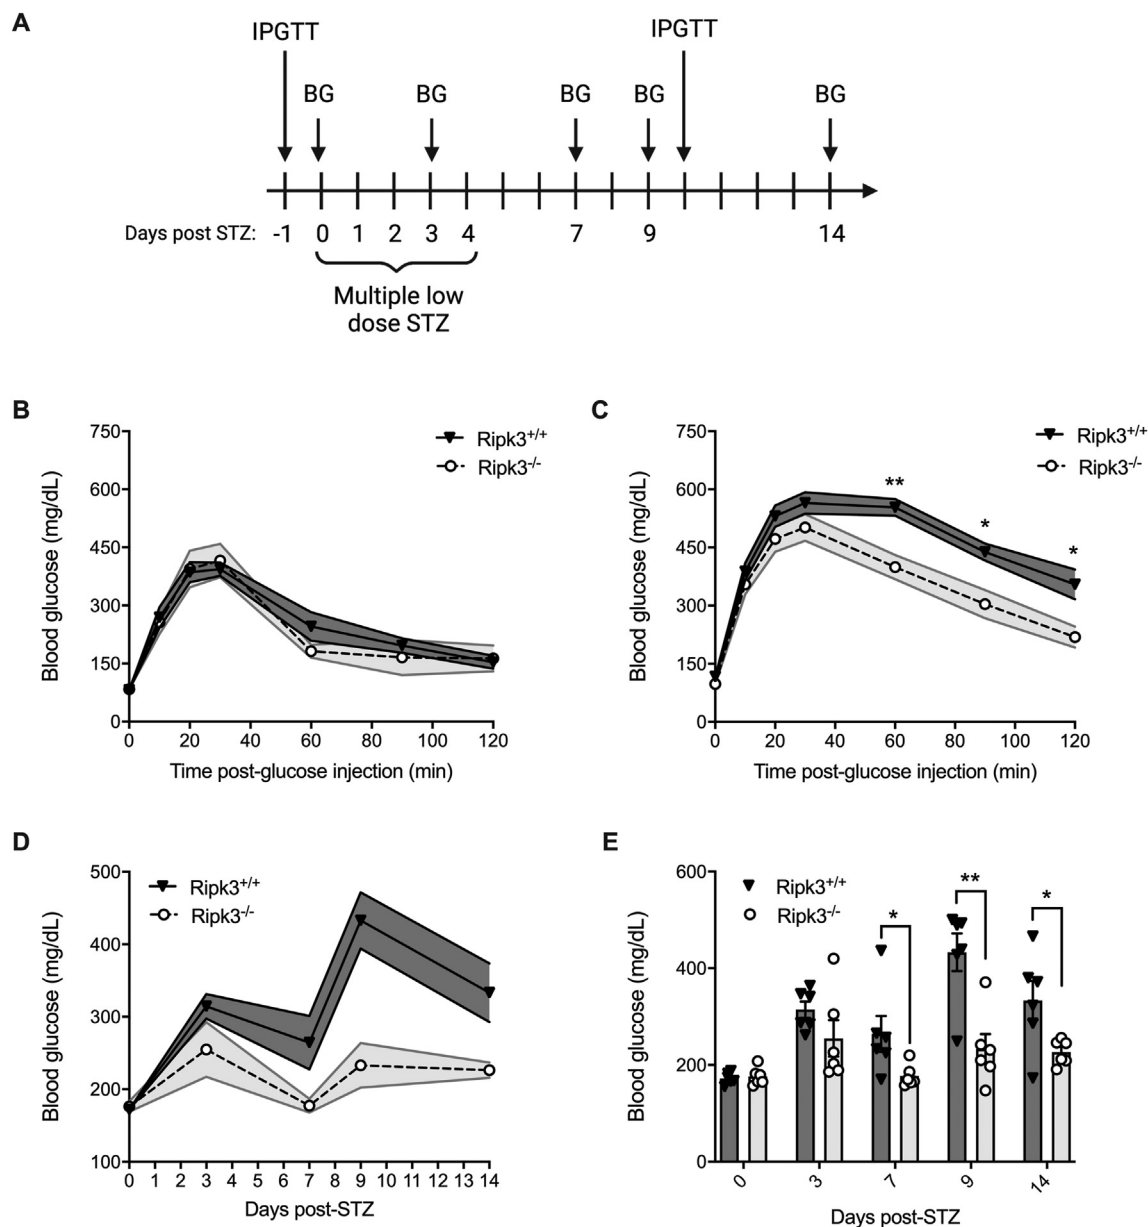 A
IPGTT
IPGTT
BG
BG
BG
BG
BG
Days post STZ: -1 0 1 2 3 4 7 9 14
Multiple low
dose STZ
B
750
600
450
300
150
0
Blood glucose (mg/dL)
Ripk3+/+
Ripk3-/-
0 20 40 60 80 100 120
Time post-glucose injection (min)
C
750
600
450
300
150
0
Blood glucose (mg/dL)
Ripk3+/+
Ripk3-/-
**
*
*
0 20 40 60 80 100 120
Time post-glucose injection (min)
D
500
400
300
200
100
Blood glucose (mg/dL)
Ripk3+/+
Ripk3-/-
0 1 2 3 4 5 6 7 8 9 10 11 12 13 14
Days post-STZ
E
600
400
200
0
Blood glucose (mg/dL)
Ripk3+/+
Ripk3-/-
*
**
*
0 3 7 9 14
Days post-STZ